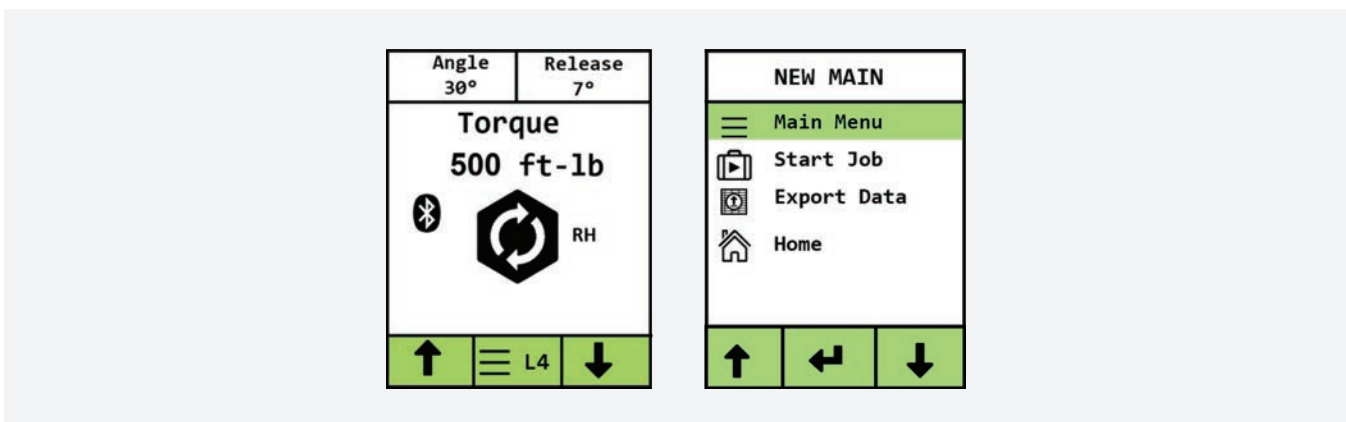 Angle
30°
Release
7°
Torque
500 ft-lb
RH
L4
NEW MAIN
Main Menu
Start Job
Export Data
Home